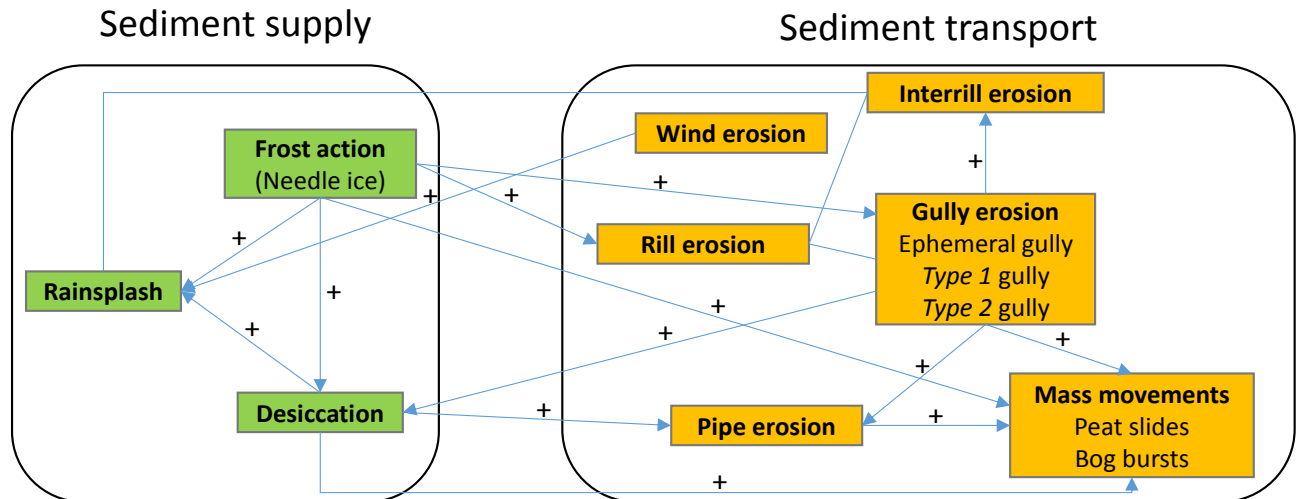 Sediment supply
Sediment transport
Interrill erosion
Wind erosion
Frost action
(Needle ice)
+
+
+
+
Gully erosion
Ephemeral gully
Type 1 gully
Type 2 gully
Rill erosion
+
Rainsplash
+
+
+
+
+
+
Mass movements
Peat slides
Bog bursts
Desiccation
+
Pipe erosion
+
+